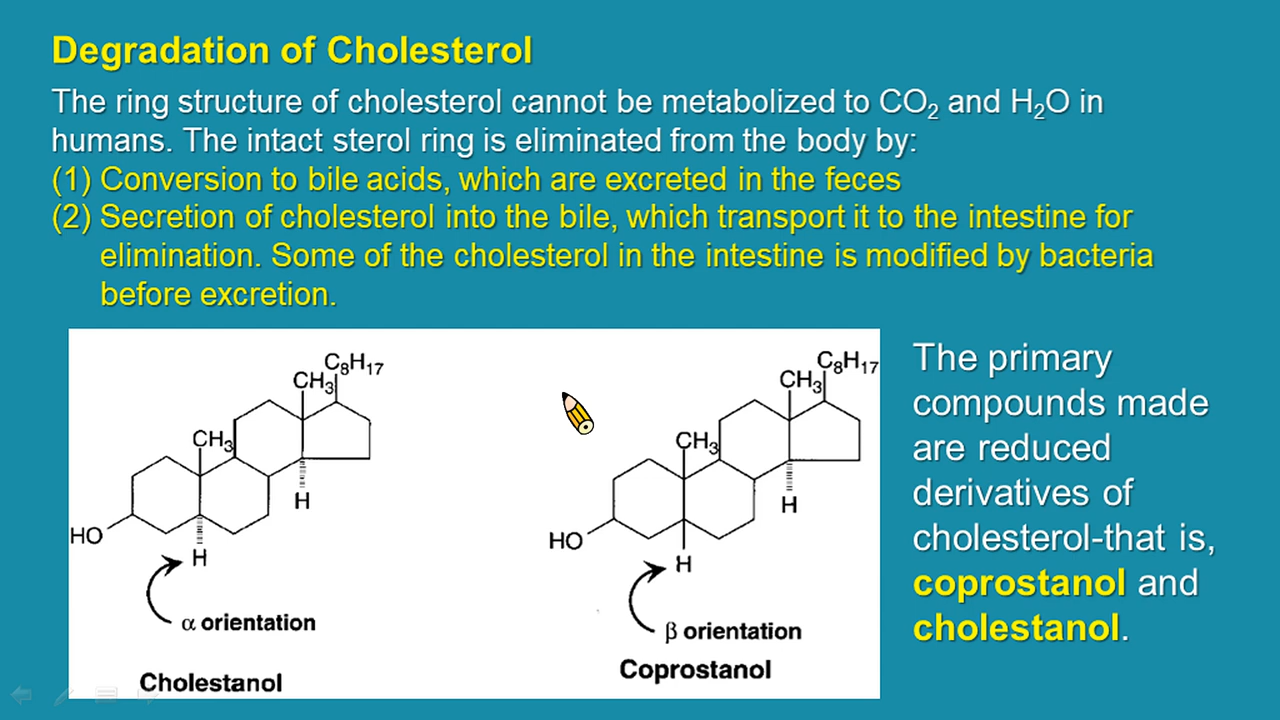 Degradation of Cholesterol
The ring structure of cholesterol cannot be metabolized to CO₂ and H₂O in
humans. The intact sterol ring is eliminated from the body by:
(1) Conversion to bile acids, which are excreted in the feces
(2) Secretion of cholesterol into the bile, which transport it to the intestine for
elimination. Some of the cholesterol in the intestine is modified by bacteria
before excretion.
C₈H₁₇
CH₃
CH₃
H
HO
H
α orientation
Cholestanol
C₈H₁₇
CH₃
CH₃
H
HO
H
β orientation
Coprostanol
The primary
compounds made
are reduced
derivatives of
cholesterol-that is,
coprostanol and
cholestanol.